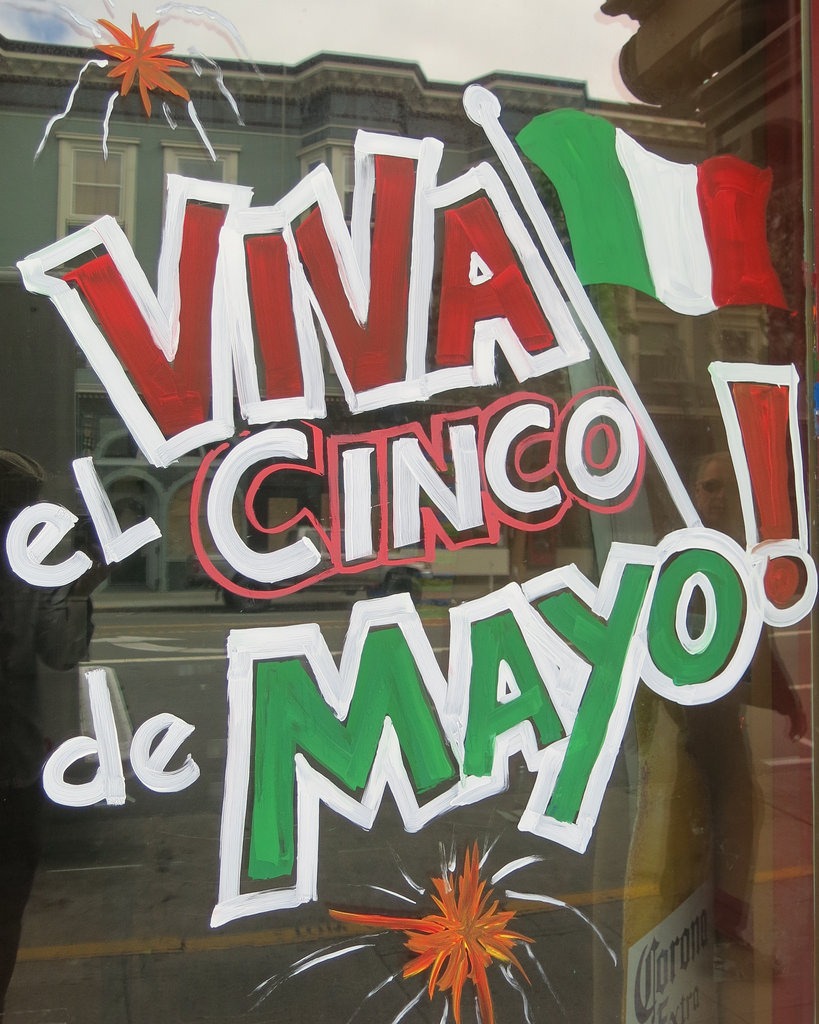 VIVA
eL CINCO
de MAYO!
Corona
Extra